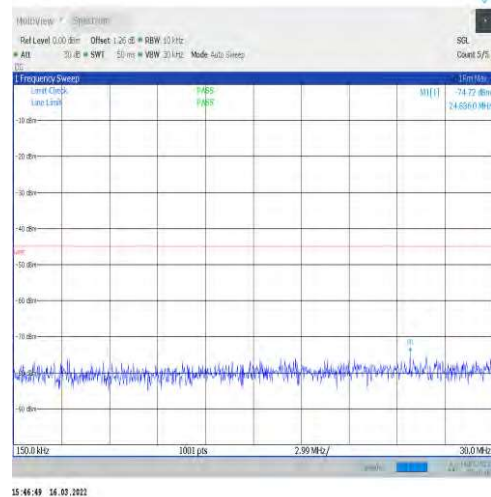 MultiView Spectrum
Ref Level 0.00 dBm Offset 1.26 dB RBW 10 kHz SGL
Att 30 dB SWT 50 ms VBW 30 kHz Mode Auto Sweep Count 5/5
1 Frequency Sweep
Limit Check PASS M1[1] -74.72 dBm
Line Limit PASS 24.6360 MHz
-10 dBm
-20 dBm
-30 dBm
-40 dBm
-50 dBm
-60 dBm
-70 dBm
M1
-90 dBm
150.0 kHz 1001 pts 2.99 MHz/ 30.0 MHz
15:46:49 16.03.2022